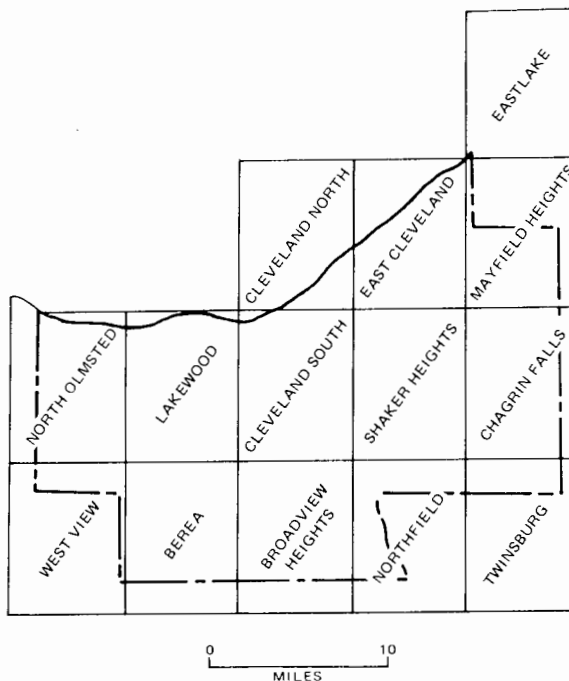 EASTLAKE
CLEVELAND NORTH
EAST CLEVELAND
MAYFIELD HEIGHTS
NORTH OLMSTED
LAKEWOOD
CLEVELAND SOUTH
SHAKER HEIGHTS
CHAGRIN FALLS
WEST VIEW
BEREA
BROADVIEW
HEIGHTS
NORTHFIELD
TWINSBURG
0 10
MILES